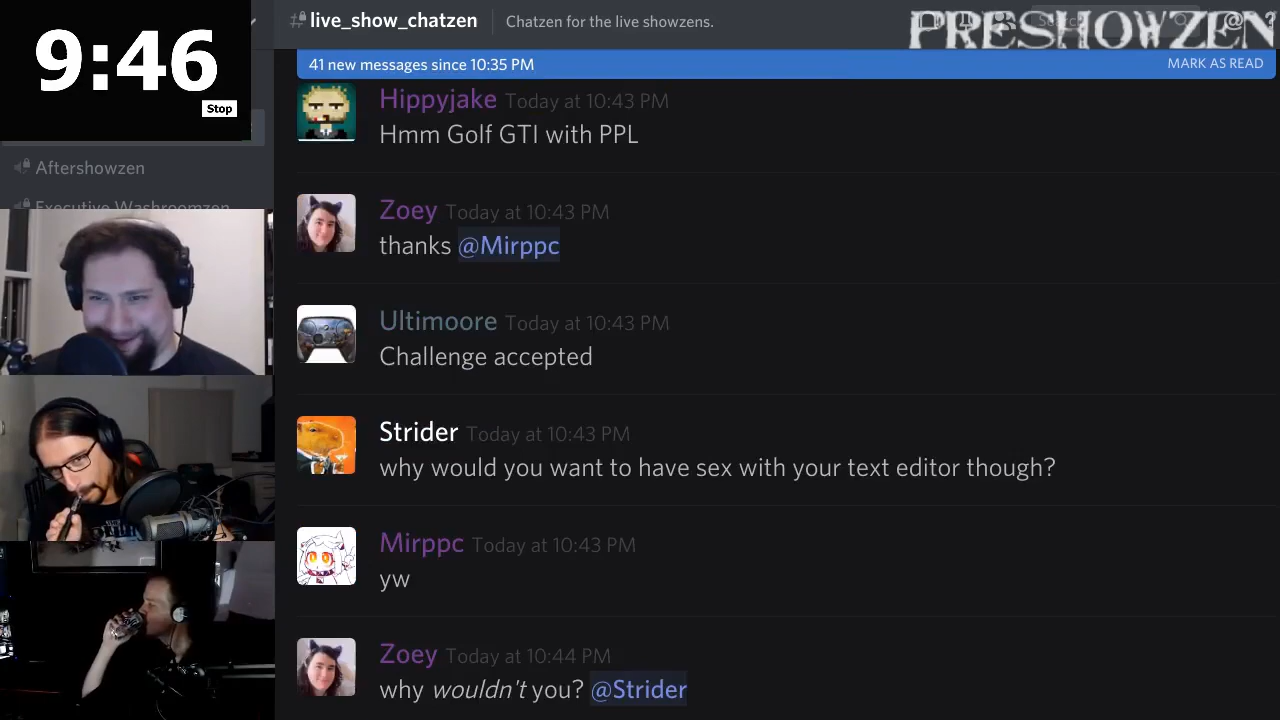 9:46
Stop
live_show_chatzen
Chatzen for the live showzens.
PRESHOWZEN
41 new messages since 10:35 PM
MARK AS READ
Aftershowzen
Executive Washroomzen
Hippyjake Today at 10:43 PM
Hmm Golf GTI with PPL
Zoey Today at 10:43 PM
thanks @Mirppc
Ultimoore Today at 10:43 PM
Challenge accepted
Strider Today at 10:43 PM
why would you want to have sex with your text editor though?
Mirppc Today at 10:43 PM
yw
Zoey Today at 10:44 PM
why wouldn't you? @Strider